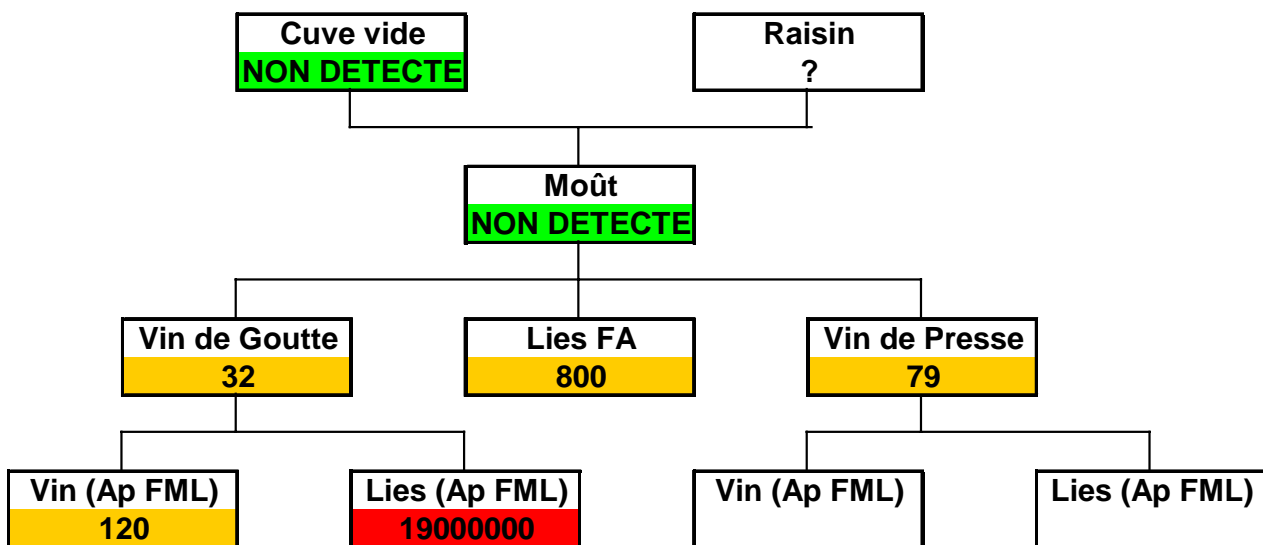 Cuve vide
NON DETECTE
Raisin
?
Moût
NON DETECTE
Vin de Goutte
32
Lies FA
800
Vin de Presse
79
Vin (Ap FML)
120
Lies (Ap FML)
19000000
Vin (Ap FML)
Lies (Ap FML)